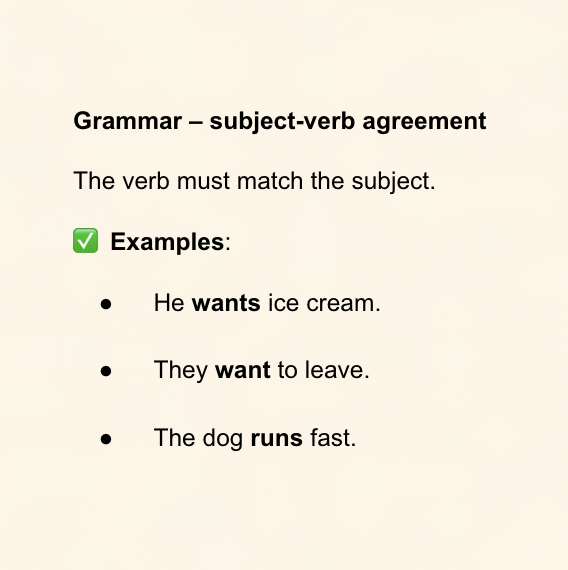 Grammar – subject-verb agreement
The verb must match the subject.
✅ Examples:
● He wants ice cream.
● They want to leave.
● The dog runs fast.